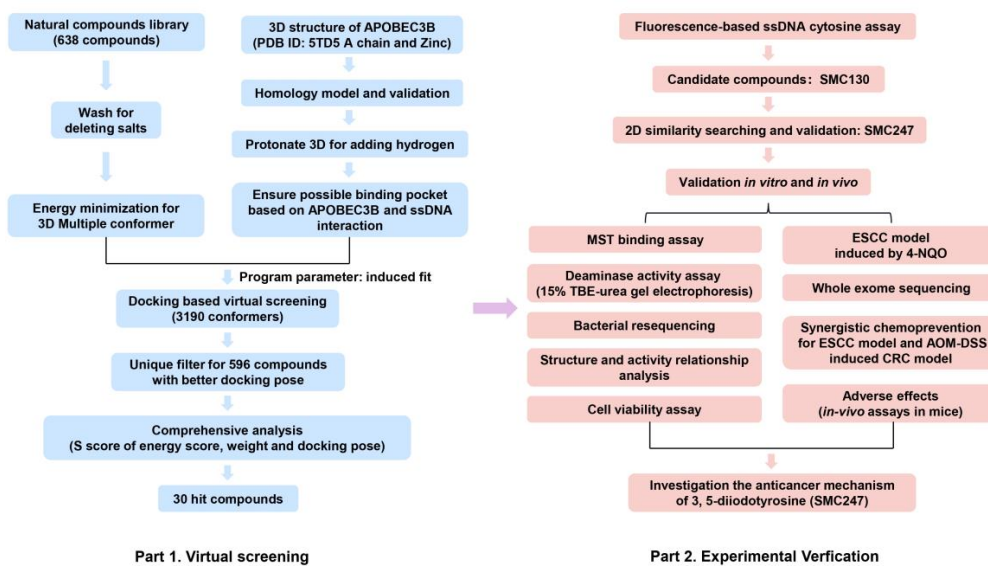 Natural compounds library
(638 compounds)
Wash for
deleting salts
Energy minimization for
3D Multiple conformer
3D structure of APOBEC3B
(PDB ID: 5TD5 A chain and Zinc)
Homology model and validation
Protonate 3D for adding hydrogen
Ensure possible binding pocket
based on APOBEC3B and ssDNA
interaction
Program parameter: induced fit
Docking based virtual screening
(3190 conformers)
Unique filter for 596 compounds
with better docking pose
Comprehensive analysis
(S score of energy score, weight and docking pose)
30 hit compounds
Part 1. Virtual screening
Fluorescence-based ssDNA cytosine assay
Candidate compounds: SMC130
2D similarity searching and validation: SMC247
Validation in vitro and in vivo
MST binding assay
Deaminase activity assay
(15% TBE-urea gel electrophoresis)
Bacterial resequencing
Structure and activity relationship
analysis
Cell viability assay
ESCC model
induced by 4-NQO
Whole exome sequencing
Synergistic chemoprevention
for ESCC model and AOM-DSS
induced CRC model
Adverse effects
(in-vivo assays in mice)
Investigation the anticancer mechanism
of 3, 5-diiodotyrosine (SMC247)
Part 2. Experimental Verfication